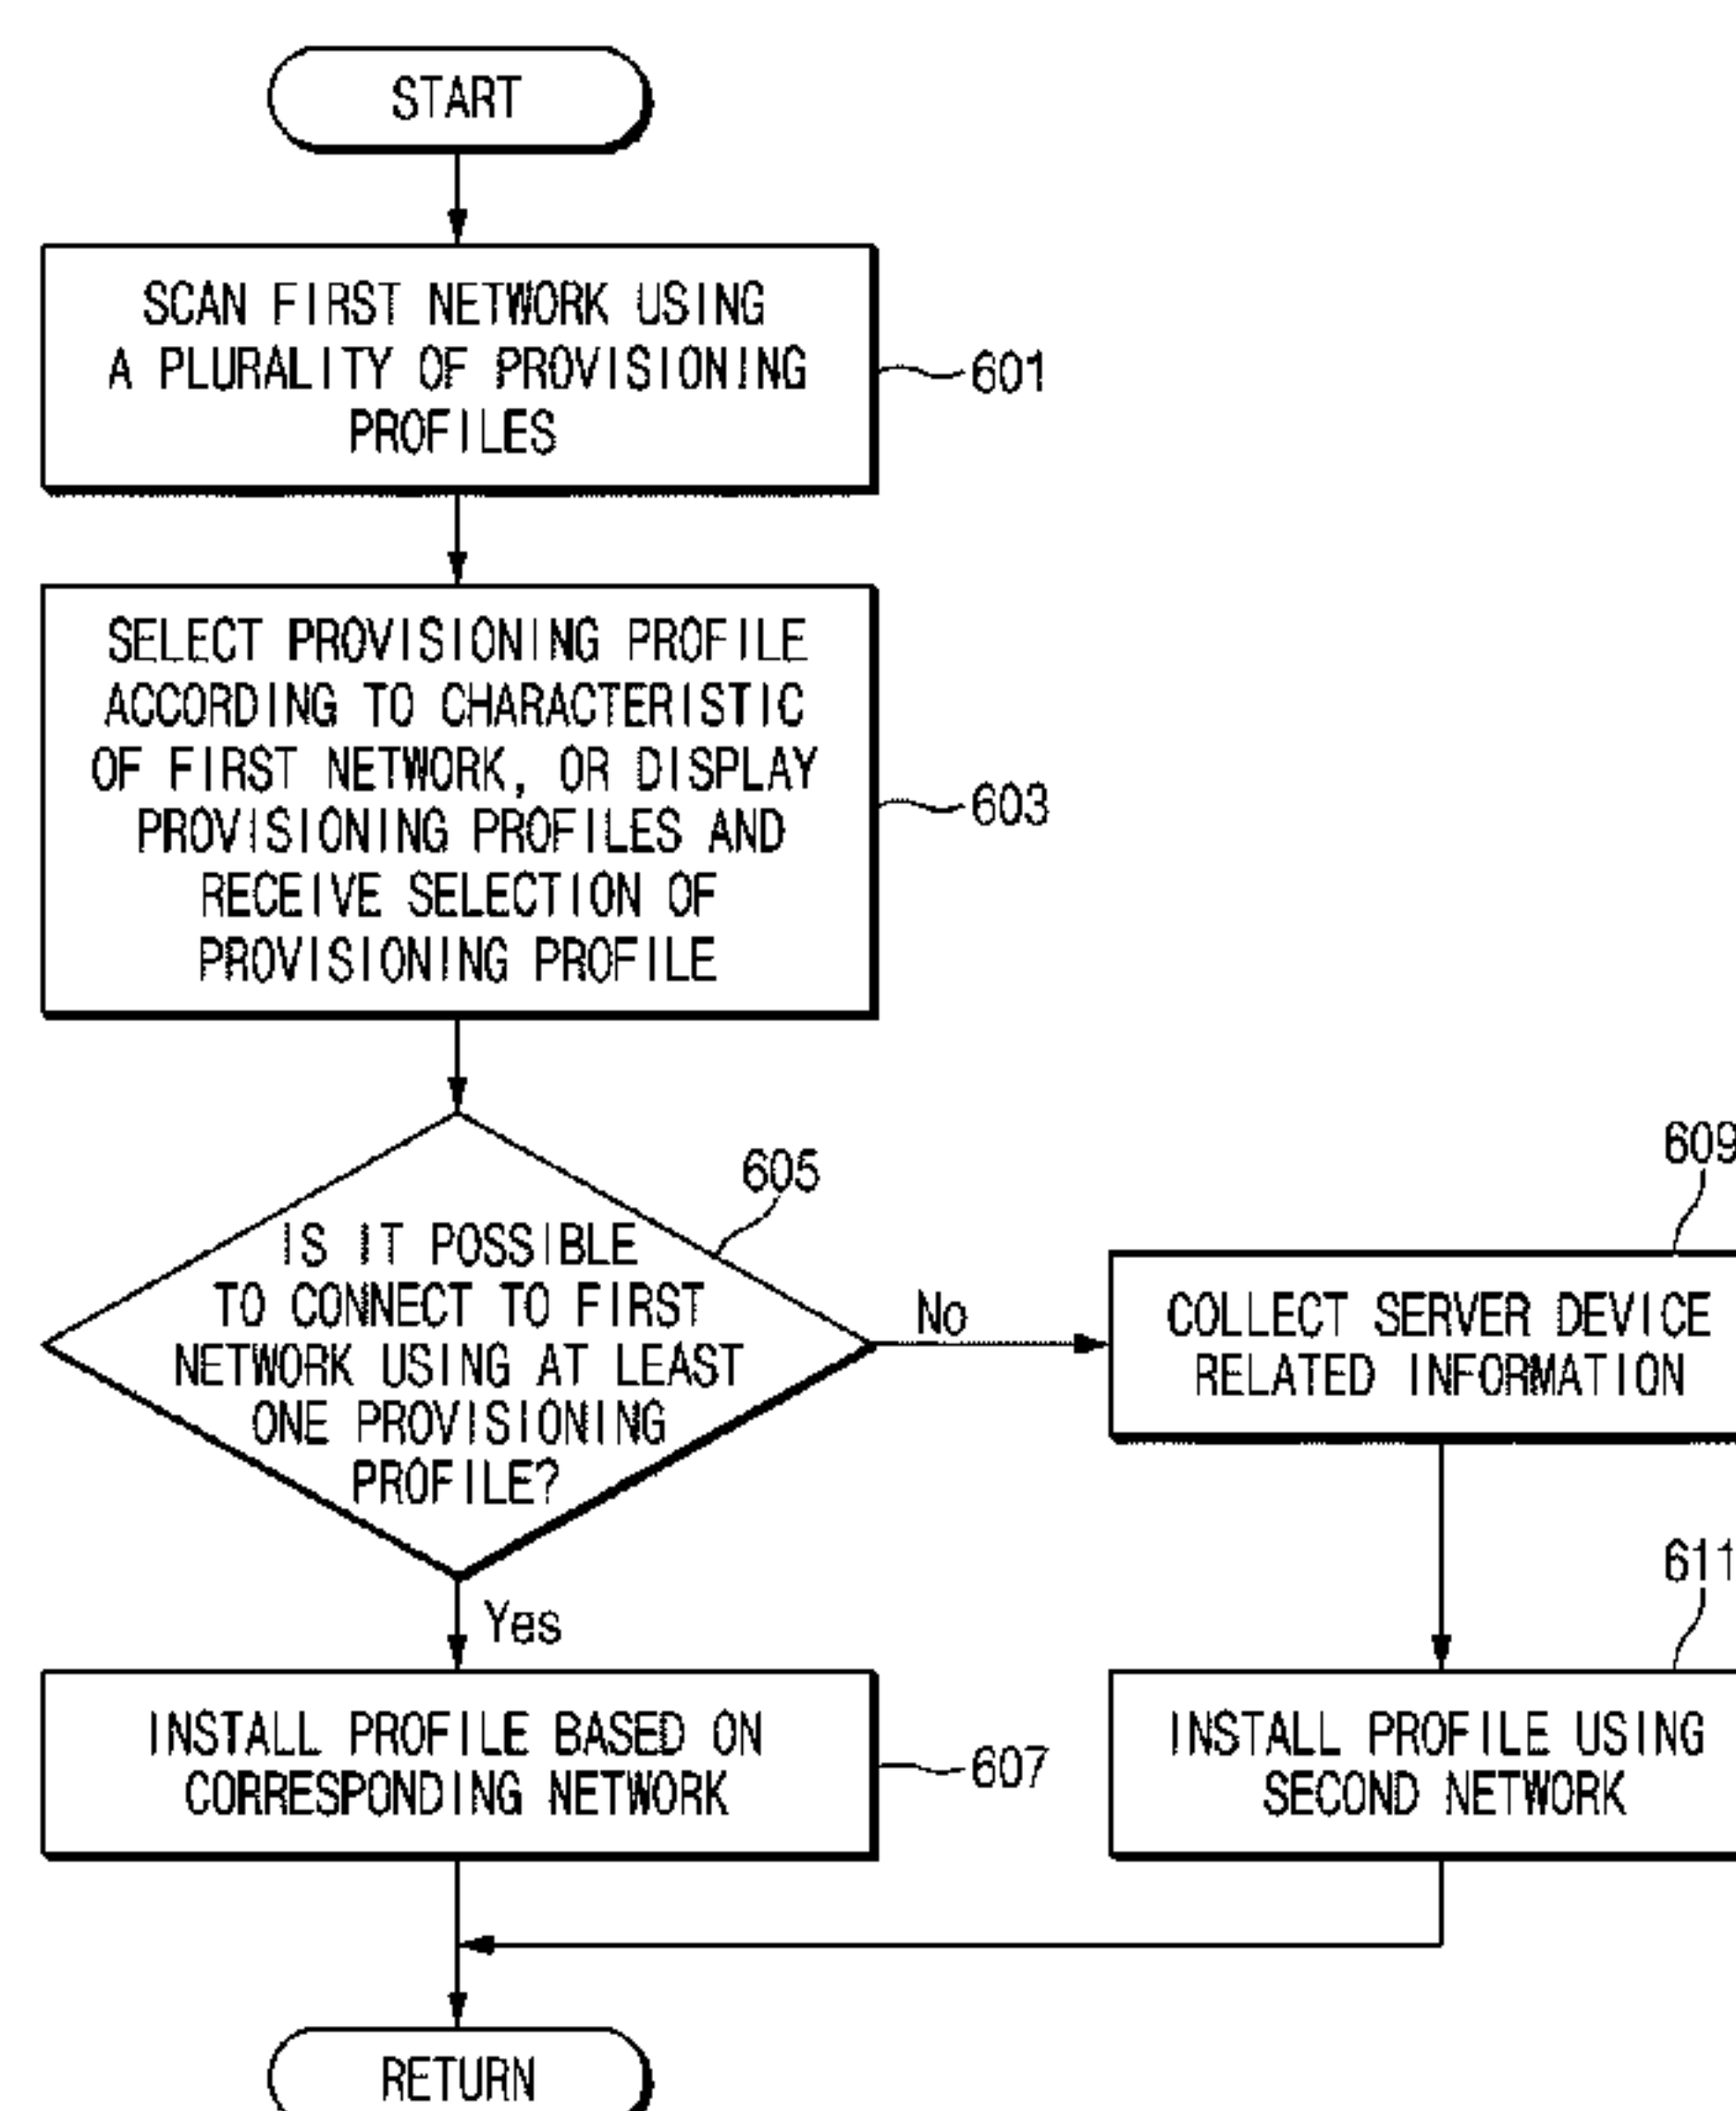 START
SCAN FIRST NETWORK USING
A PLURALITY OF PROVISIONING
PROFILES
601
SELECT PROVISIONING PROFILE
ACCORDING TO CHARACTERISTIC
OF FIRST NETWORK, OR DISPLAY
PROVISIONING PROFILES AND
RECEIVE SELECTION OF
PROVISIONING PROFILE
603
605
IS IT POSSIBLE
TO CONNECT TO FIRST
NETWORK USING AT LEAST
ONE PROVISIONING
PROFILE?
No
609
COLLECT SERVER DEVICE
RELATED INFORMATION
Yes
611
INSTALL PROFILE BASED ON
CORRESPONDING NETWORK
607
INSTALL PROFILE USING
SECOND NETWORK
RETURN